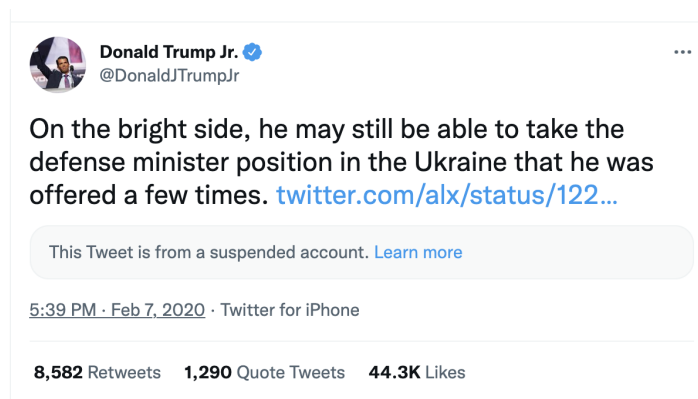 Donald Trump Jr.
@DonaldJTrumpJr
On the bright side, he may still be able to take the
defense minister position in the Ukraine that he was
offered a few times. twitter.com/alx/status/122...
This Tweet is from a suspended account. Learn more
5:39 PM · Feb 7, 2020 · Twitter for iPhone
8,582 Retweets 1,290 Quote Tweets 44.3K Likes